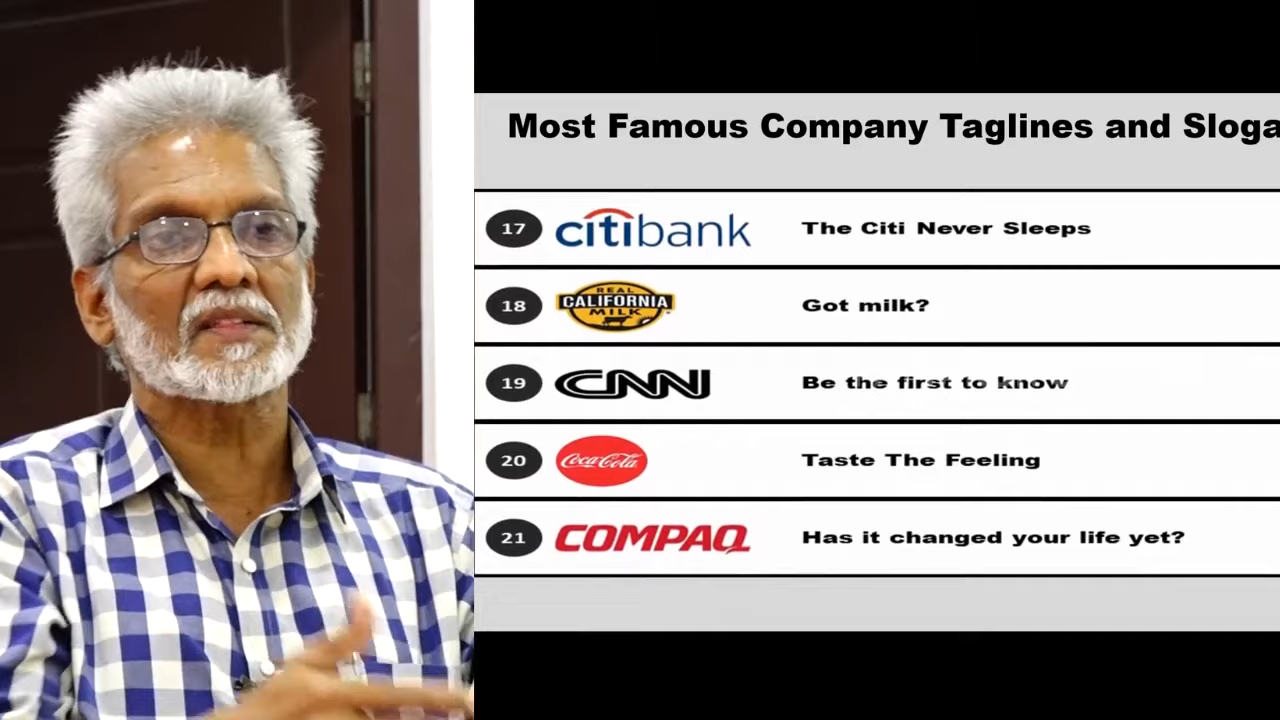 Most Famous Company Taglines and Sloga
17 citibank The Citi Never Sleeps
18 REAL CALIFORNIA MILK Got milk?
19 CNN Be the first to know
20 Coca-Cola Taste The Feeling
21 COMPAQ Has it changed your life yet?